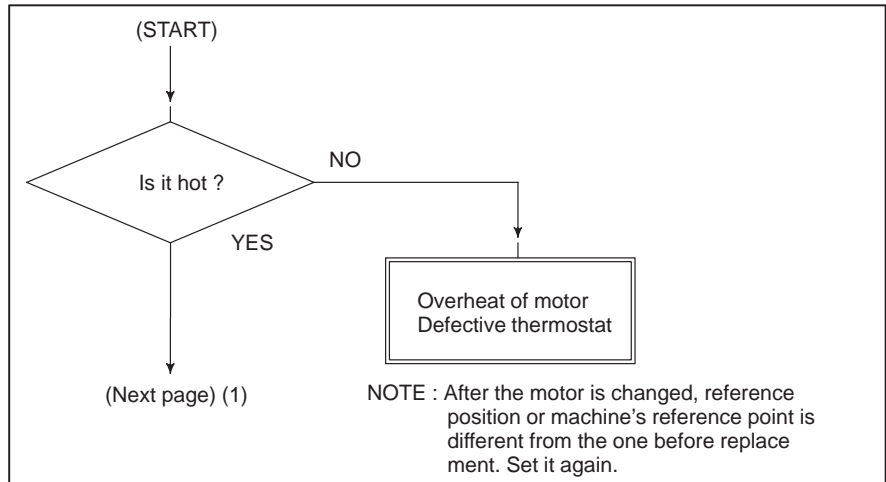 (START)
Is it hot ?
NO
YES
Overheat of motor
Defective thermostat
(Next page) (1)
NOTE : After the motor is changed, reference
position or machine's reference point is
different from the one before replace
ment. Set it again.